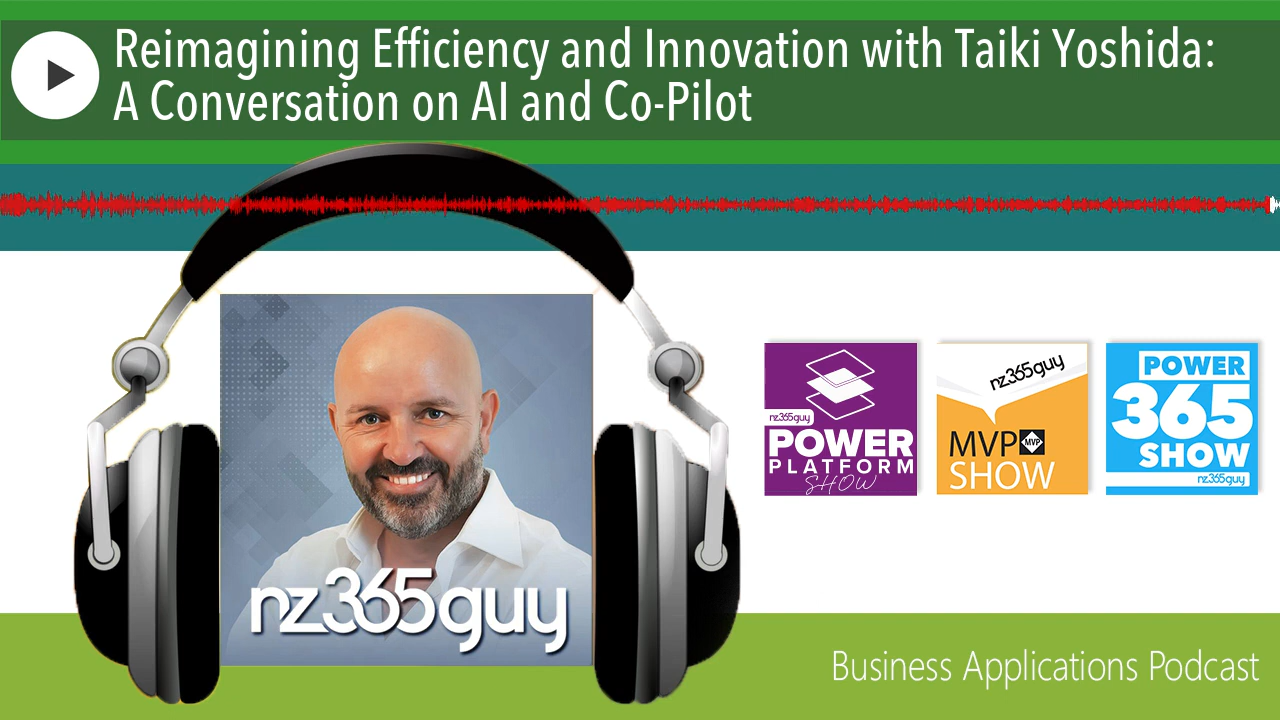 Reimagining Efficiency and Innovation with Taiki Yoshida:
A Conversation on AI and Co-Pilot
nz365guy
nz365guy
POWER
PLATFORM
SHOW
nz365guy
MVP MVP
SHOW
POWER
365
SHOW
nz365guy
Business Applications Podcast